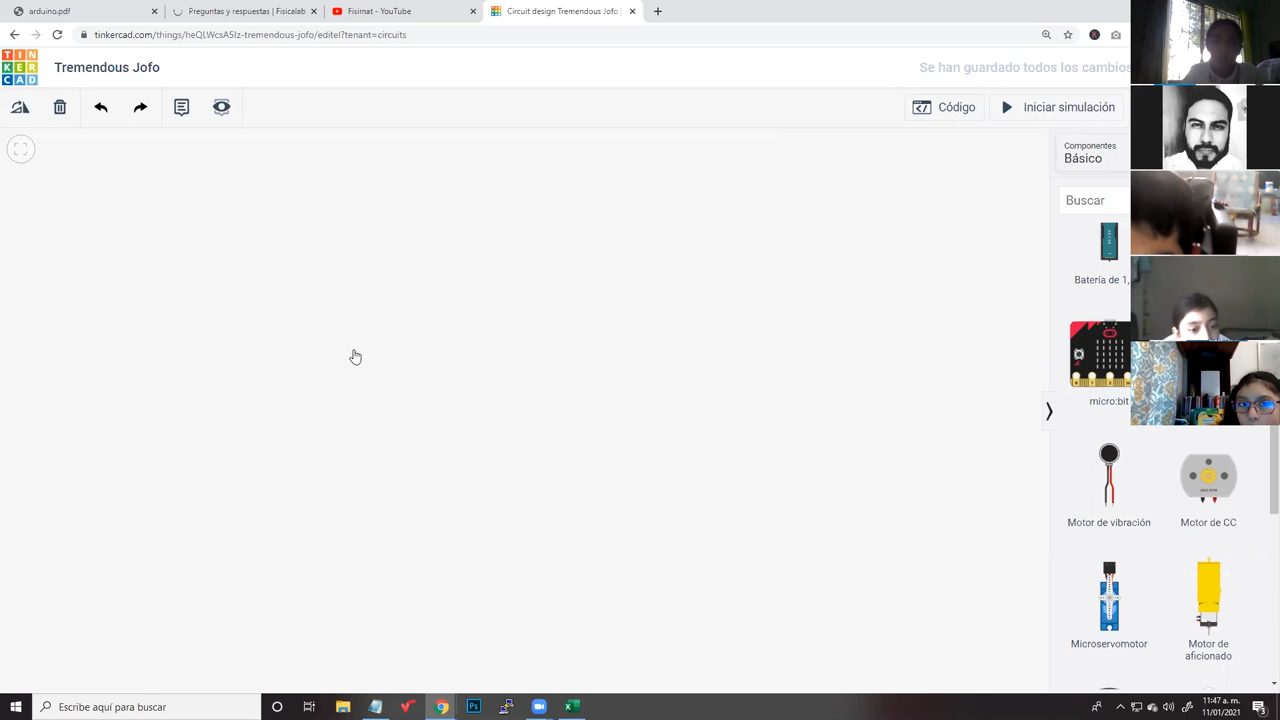 arduino.pdf
Preguntas y respuestas | Fisicalab
Fisimat - YouTube
Circuit design Tremendous Jofo |
tinkercad.com/things/heQLWcsA5Iz-tremendous-jofo/editel?tenant=circuits
TIN
KER
CAD
Tremendous Jofo
Se han guardado todos los cambios
Código
Iniciar simulación
Componentes
Básico
Buscar
Batería de 1,
micro:bit
Motor de vibración
Motor de CC
Microservomotor
Motor de
aficionado
Escribe aquí para buscar
11:47 a. m.
11/01/2021
3